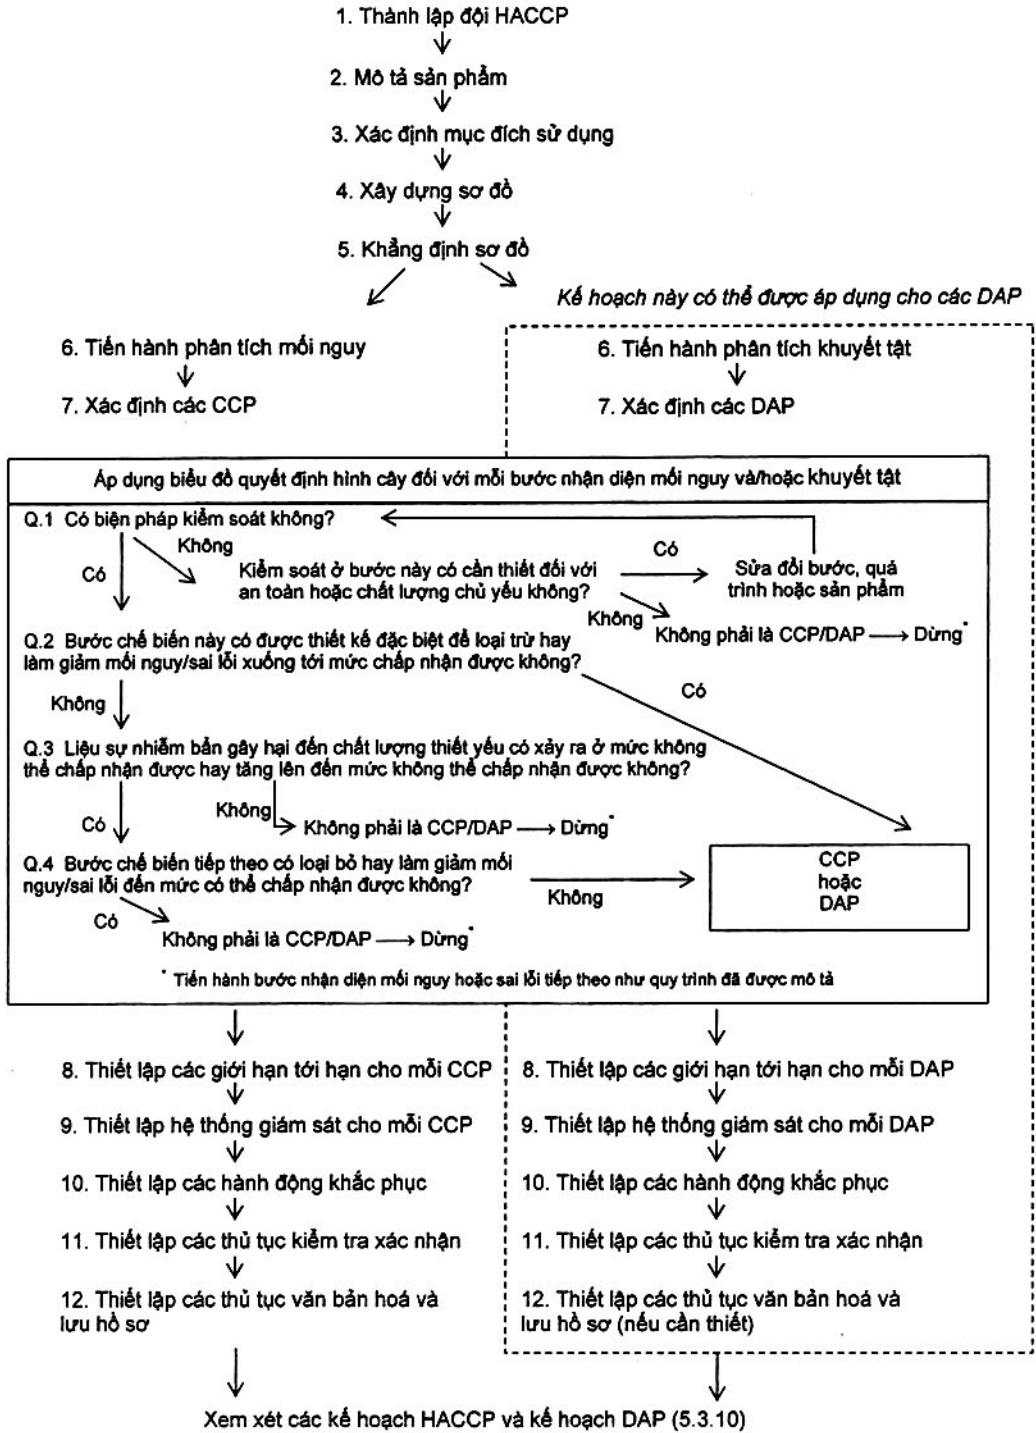 1. Thành lập đội HACCP
2. Mô tả sản phẩm
3. Xác định mục đích sử dụng
4. Xây dựng sơ đồ
5. Khẳng định sơ đồ
Kế hoạch này có thể được áp dụng cho các DAP
6. Tiến hành phân tích mối nguy
7. Xác định các CCP
6. Tiến hành phân tích khuyết tật
7. Xác định các DAP
Áp dụng biểu đồ quyết định hình cây đối với mỗi bước nhận diện mối nguy và/hoặc khuyết tật
Q.1 Có biện pháp kiểm soát không?
Có
Không
Kiểm soát ở bước này có cần thiết đối với
an toàn hoặc chất lượng chủ yếu không?
Có
Sửa đổi bước, quá
trình hoặc sản phẩm
Không
Không phải là CCP/DAP → Dừng*
Q.2 Bước chế biến này có được thiết kế đặc biệt để loại trừ hay
làm giảm mối nguy/sai lỗi xuống tới mức chấp nhận được không?
Có
Không
Q.3 Liệu sự nhiễm bẩn gây hại đến chất lượng thiết yếu có xảy ra ở mức không
thể chấp nhận được hay tăng lên đến mức không thể chấp nhận được không?
Có
Không
Không phải là CCP/DAP → Dừng*
Q.4 Bước chế biến tiếp theo có loại bỏ hay làm giảm mối
nguy/sai lỗi đến mức có thể chấp nhận được không?
Không
CCP
hoặc
DAP
Có
Không phải là CCP/DAP → Dừng*
* Tiến hành bước nhận diện mối nguy hoặc sai lỗi tiếp theo như quy trình đã được mô tả
8. Thiết lập các giới hạn tới hạn cho mỗi CCP
9. Thiết lập hệ thống giám sát cho mỗi CCP
10. Thiết lập các hành động khắc phục
11. Thiết lập các thủ tục kiểm tra xác nhận
12. Thiết lập các thủ tục văn bản hoá và
lưu hồ sơ
8. Thiết lập các giới hạn tới hạn cho mỗi DAP
9. Thiết lập hệ thống giám sát cho mỗi DAP
10. Thiết lập các hành động khắc phục
11. Thiết lập các thủ tục kiểm tra xác nhận
12. Thiết lập các thủ tục văn bản hoá và
lưu hồ sơ (nếu cần thiết)
Xem xét các kế hoạch HACCP và kế hoạch DAP (5.3.10)